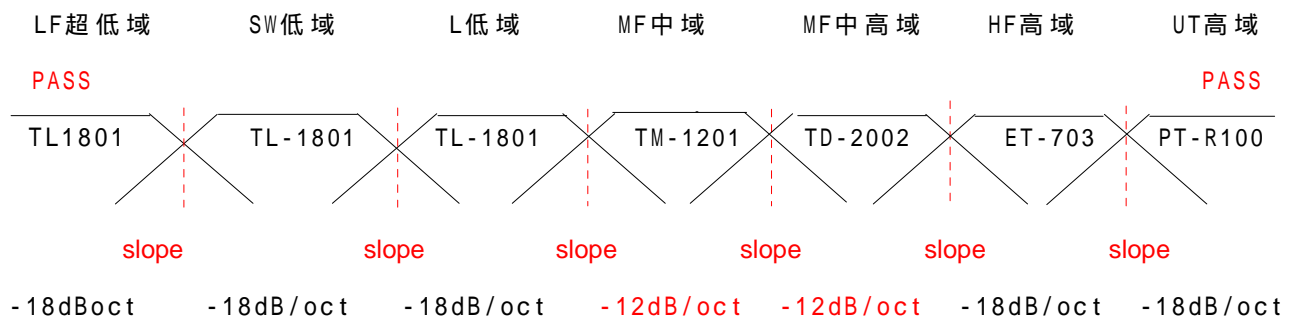 LF超低域 SW低域 L低域 MF中域 MF中高域 HF高域 UT高域
PASS PASS
TL1801 TL-1801 TL-1801 TM-1201 TD-2002 ET-703 PT-R100
slope slope slope slope slope slope
-18dBoct -18dB/oct -18dB/oct -12dB/oct -12dB/oct -18dB/oct -18dB/oct